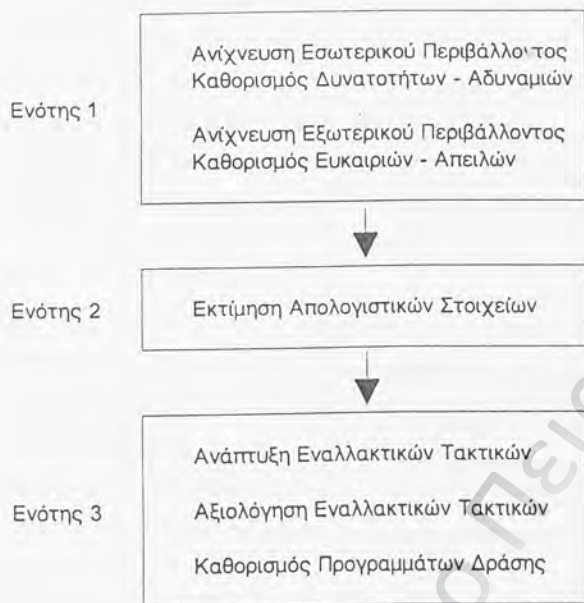 Ενότης 1
Ανίχνευση Εσωτερικού Περιβάλλοντος
Καθορισμός Δυνατοτήτων - Αδυναμιών
Ανίχνευση Εξωτερικού Περιβάλλοντος
Καθορισμός Ευκαιριών - Απειλών
Ενότης 2
Εκτίμηση Απολογιστικών Στοιχείων
Ενότης 3
Ανάπτυξη Εναλλακτικών Τακτικών
Αξιολόγηση Εναλλακτικών Τακτικών
Καθορισμός Προγραμμάτων Δράσης